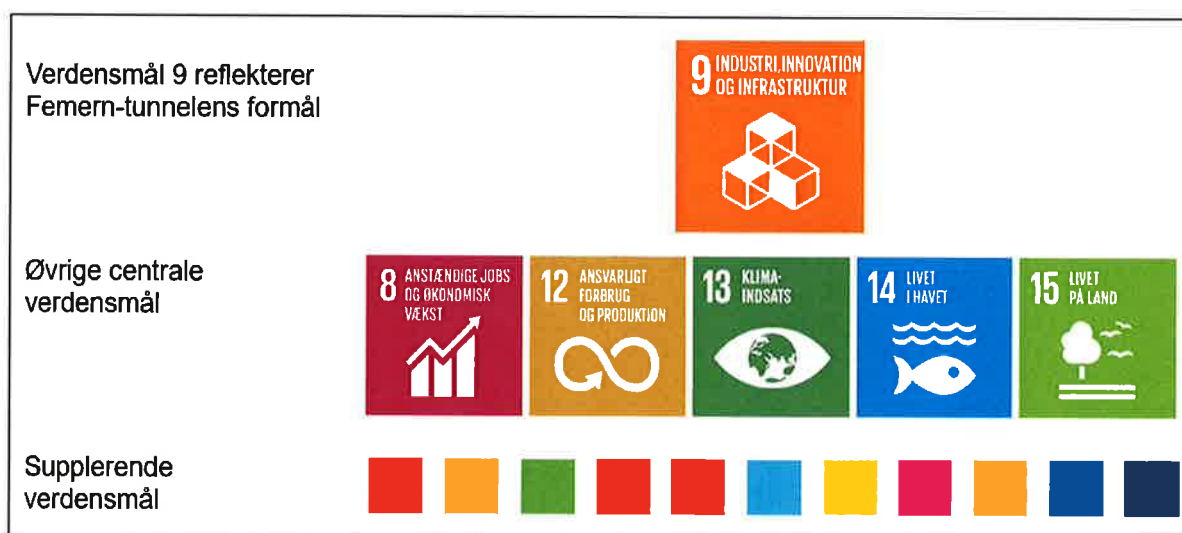 Verdensmål 9 reflekterer
Femern-tunnelens formål
9 INDUSTRI, INNOVATION
OG INFRASTRUKTUR
Øvrige centrale
verdensmål
8 ANSTÆNDIGE JOBS
OG ØKONOMISK
VÆKST
12 ANSVARLIGT
FORBRUG
OG PRODUKTION
13 KLIMA-
INDSATS
14 LIVET
I HAVET
15 LIVET
PÅ LAND
Supplerende
verdensmål